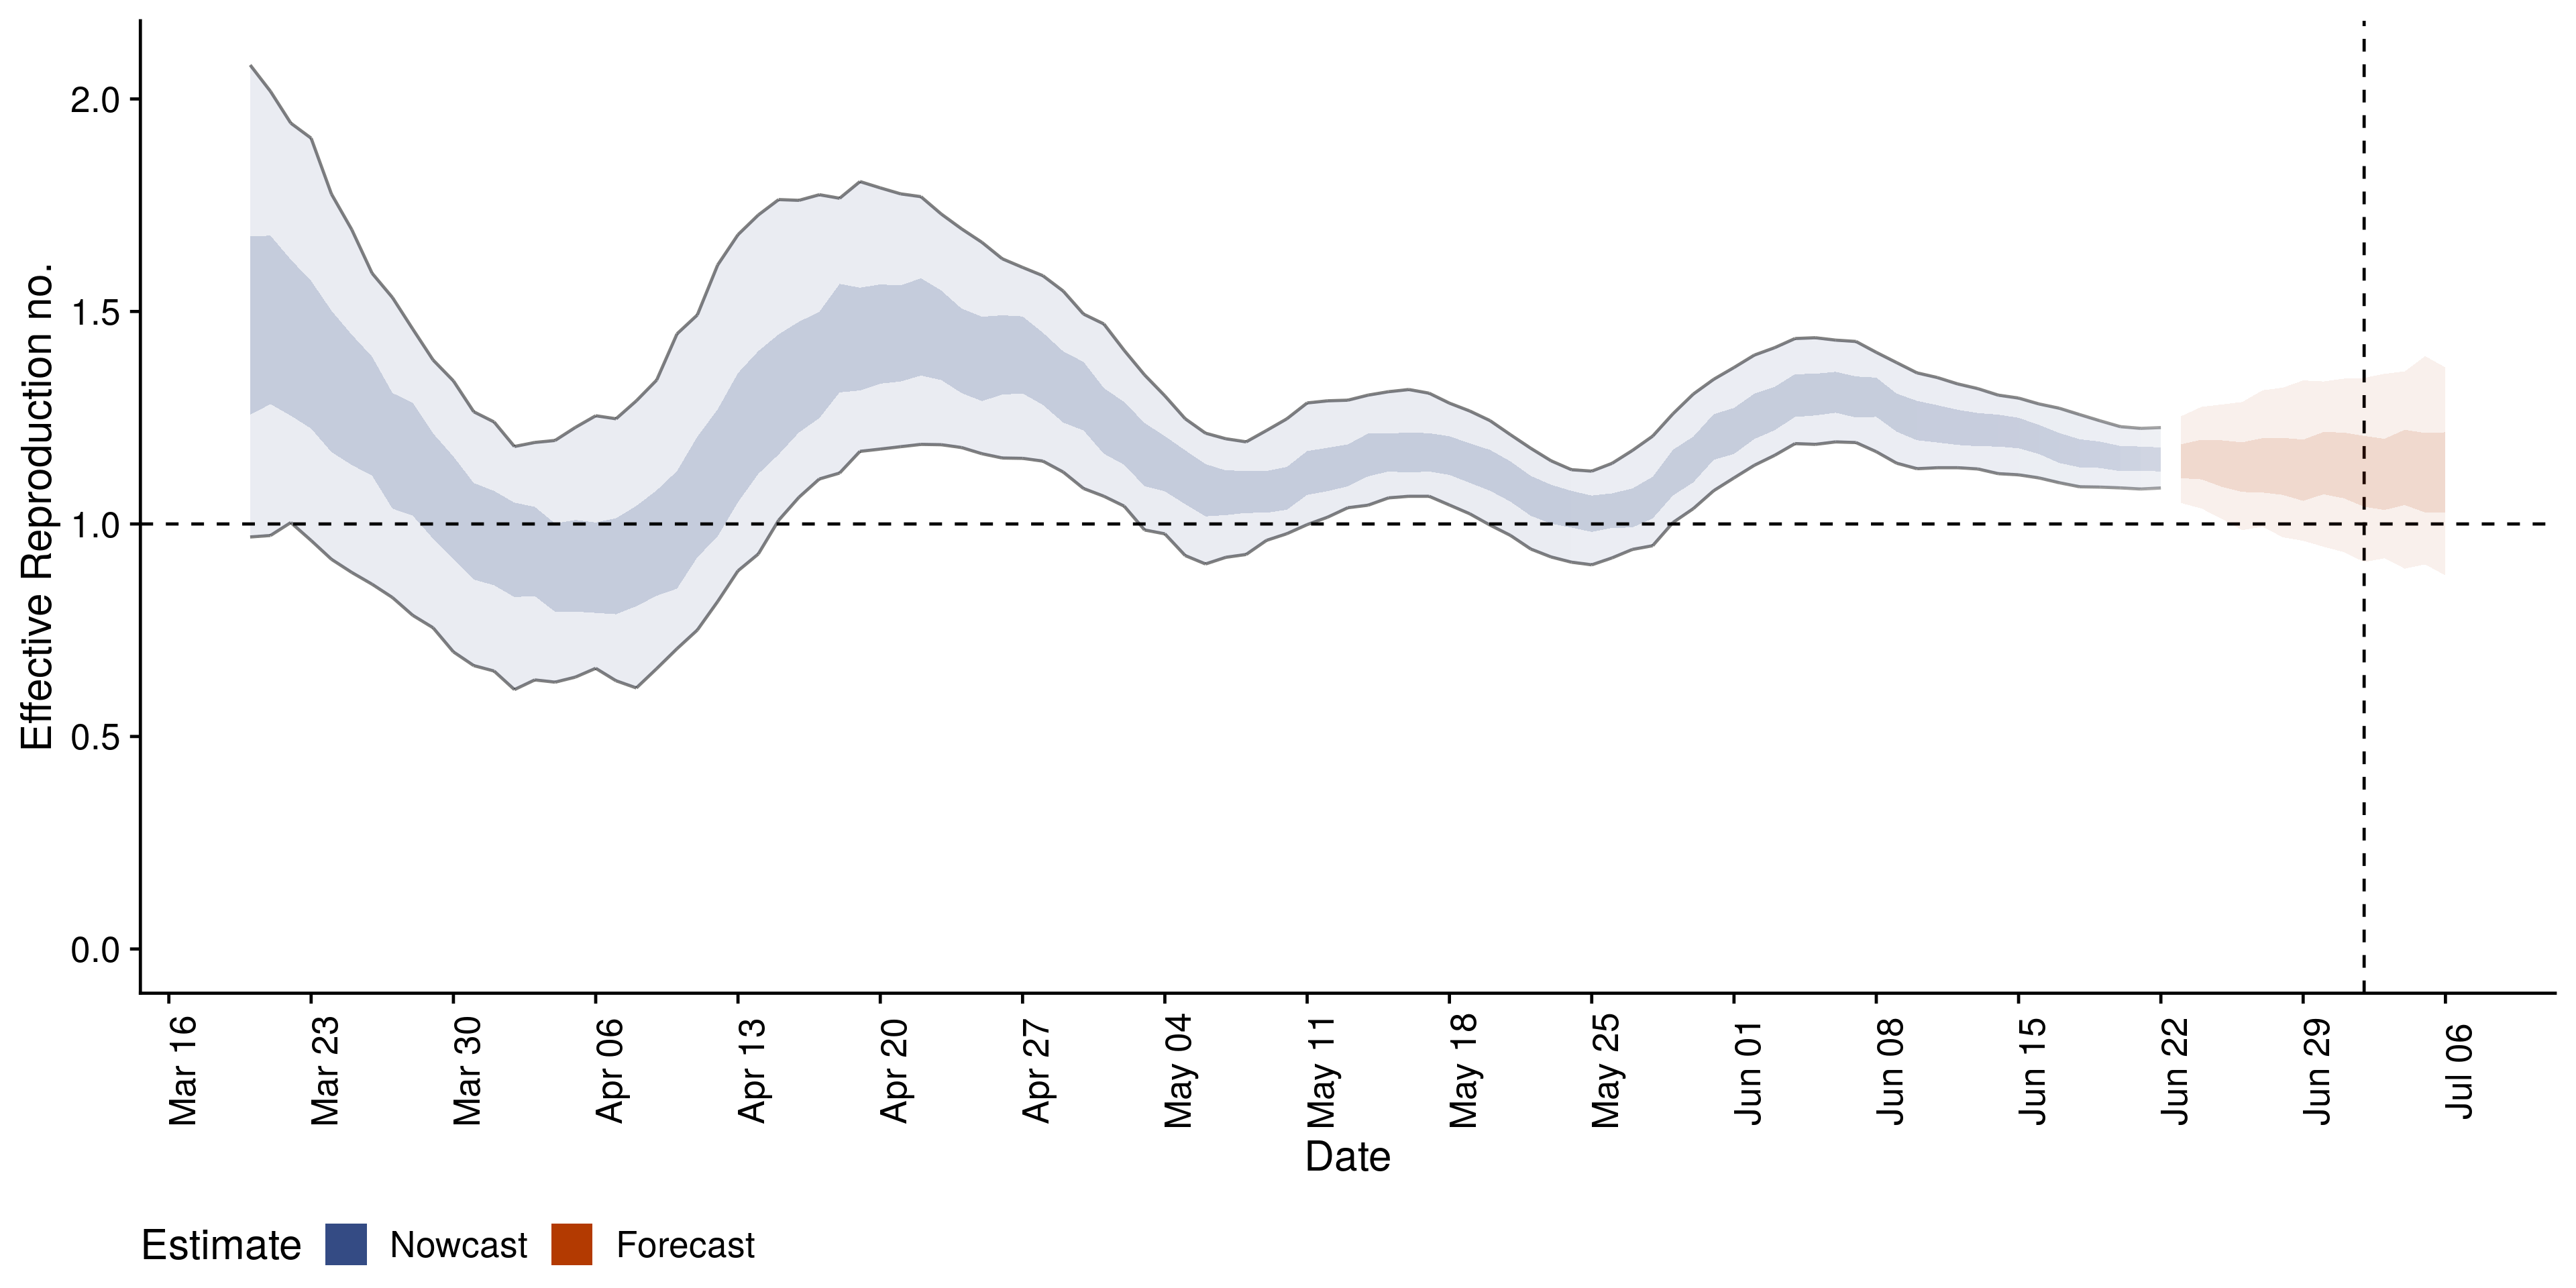 Effective Reproduction no.
2.0
1.5
1.0
0.5
0.0
Mar 16
Mar 23
Mar 30
Apr 06
Apr 13
Apr 20
Apr 27
May 04
May 11
May 18
May 25
Jun 01
Jun 08
Jun 15
Jun 22
Jun 29
Jul 06
Date
Estimate Nowcast Forecast